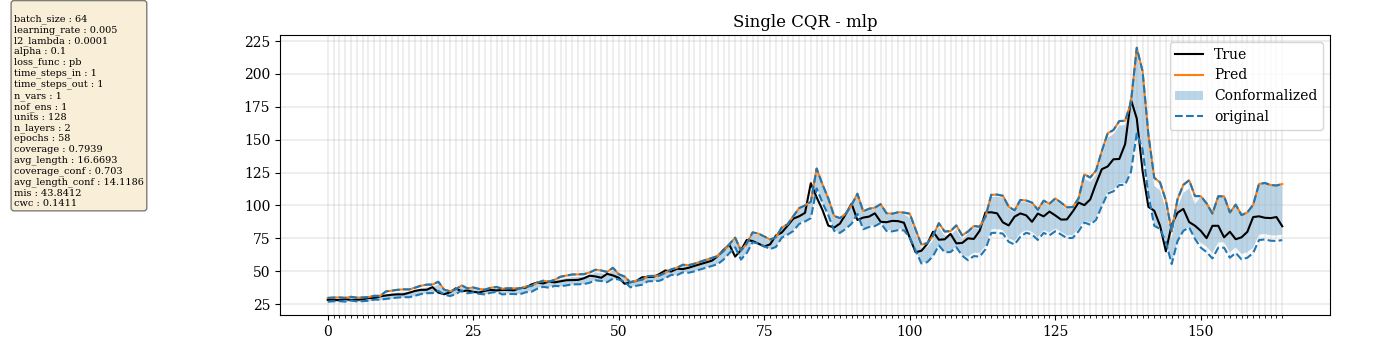 batch_size : 64
learning_rate : 0.005
l2_lambda : 0.0001
alpha : 0.1
loss_func : pb
time_steps_in : 1
time_steps_out : 1
n_vars : 1
nof_ens : 1
units : 128
n_layers : 2
epochs : 58
coverage : 0.7939
avg_length : 16.6693
coverage_conf : 0.703
avg_length_conf : 14.1186
mis : 43.8412
cwc : 0.1411
Single CQR - mlp
225
200
175
150
125
100
75
50
25
True
Pred
Conformalized
original
0 25 50 75 100 125 150